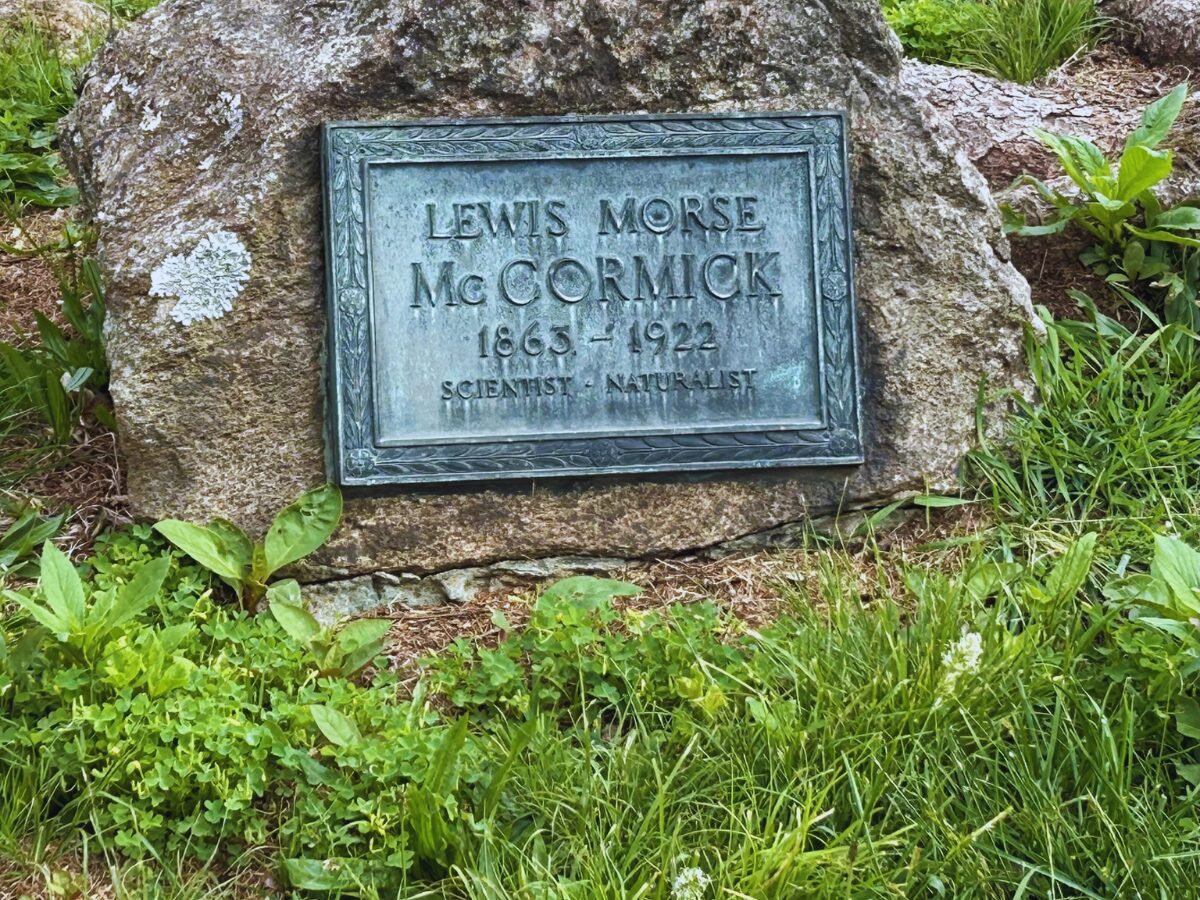 LEWIS MORSE
McCORMICK
1863 - 1922
SCIENTIST - NATURALIST